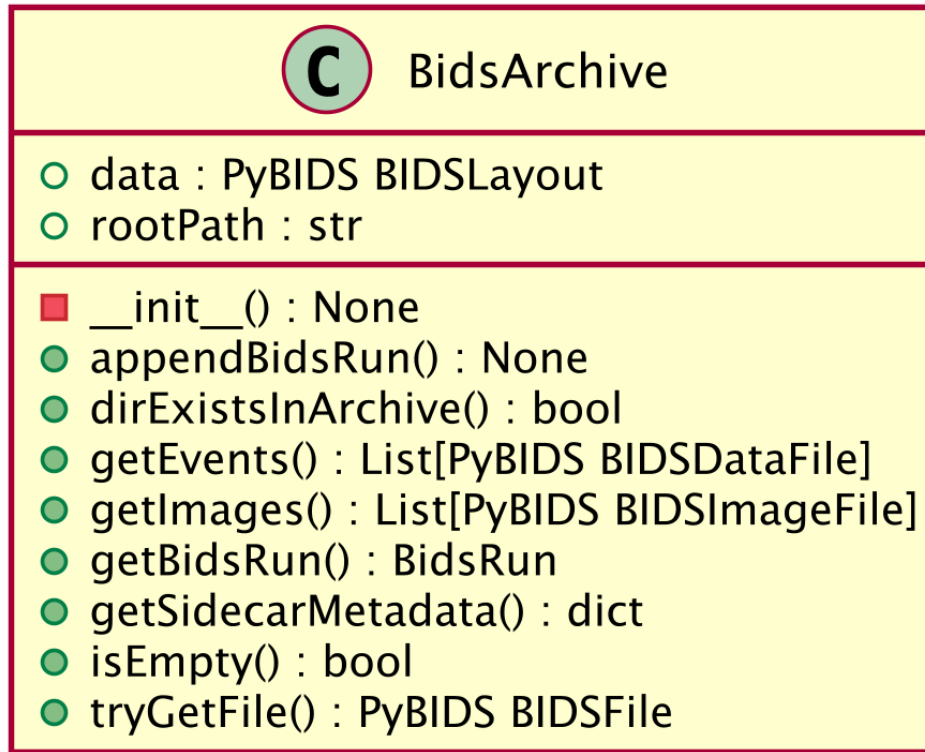 C BidsArchive
data : PyBIDS BIDSLayout
rootPath : str
__init__() : None
appendBidsRun() : None
dirExistsInArchive() : bool
getEvents() : List[PyBIDS BIDSDataFile]
getImages() : List[PyBIDS BIDSImageFile]
getBidsRun() : BidsRun
getSidecarMetadata() : dict
isEmpty() : bool
tryGetFile() : PyBIDS BIDSFile